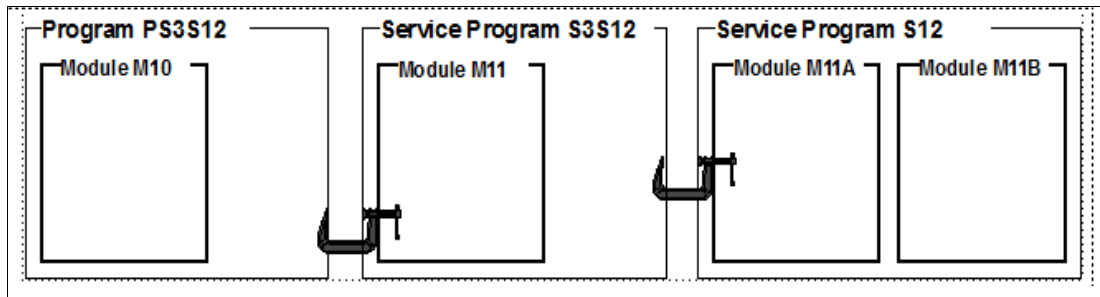 Program PS3S12
Service Program S3S12
Service Program S12
Module M10
Module M11
Module M11A
Module M11B